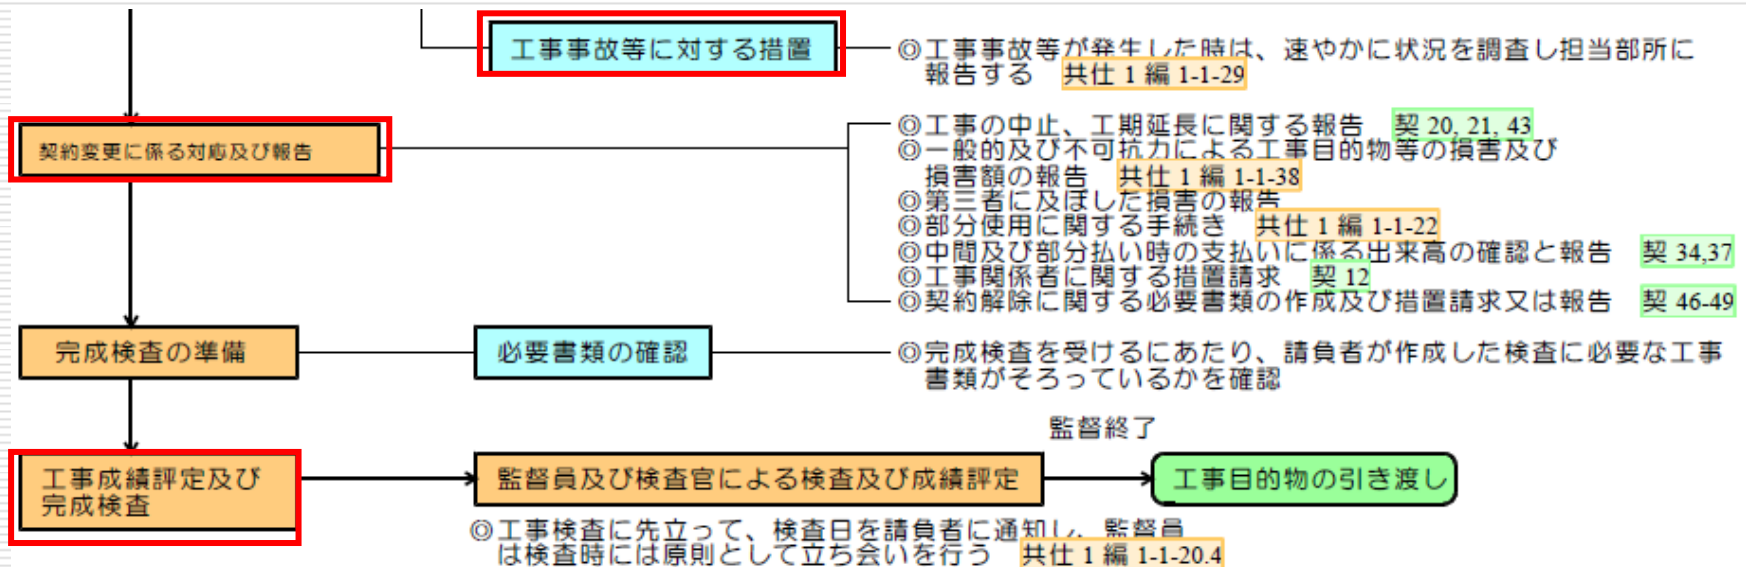 工事事故等に対する措置
◎工事事故等が発生した時は、速やかに状況を調査し担当部所に
報告する 共仕 1 編 1-1-29
契約変更に係る対応及び報告
◎工事の中止、工期延長に関する報告 契 20, 21, 43
◎一般的及び不可抗力による工事目的物等の損害及び
損害額の報告 共仕 1 編 1-1-38
◎第三者に及ぼした損害の報告
◎部分使用に関する手続き 共仕 1 編 1-1-22
◎中間及び部分払い時の支払いに係る出来高の確認と報告 契 34,37
◎工事関係者に関する措置請求 契 12
◎契約解除に関する必要書類の作成及び措置請求又は報告 契 46-49
完成検査の準備
必要書類の確認
◎完成検査を受けるにあたり、請負者が作成した検査に必要な工事
書類がそろっているかを確認
監督終了
工事成績評定及び
完成検査
監督員及び検査官による検査及び成績評定
工事目的物の引き渡し
◎工事検査に先立って、検査日を請負者に通知し、監督員
は検査時には原則として立ち会いを行う 共仕 1 編 1-1-20.4